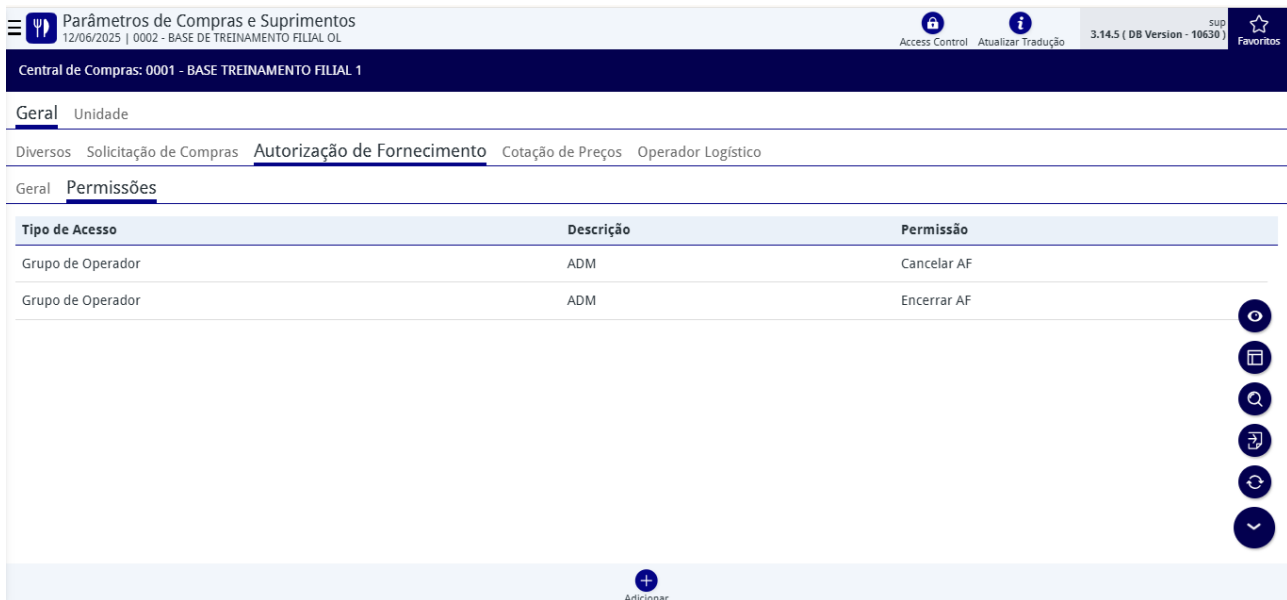 Parâmetros de Compras e Suprimentos
12/06/2025 | 0002 - BASE DE TREINAMENTO FILIAL OL
Access Control
Atualizar Tradução
sup
3.14.5 ( DB Version - 10630 )
Favoritos
Central de Compras: 0001 - BASE TREINAMENTO FILIAL 1
Geral Unidade
Diversos Solicitação de Compras Autorização de Fornecimento Cotação de Preços Operador Logístico
Geral Permissões
Tipo de Acesso Descrição Permissão
Grupo de Operador ADM Cancelar AF
Grupo de Operador ADM Encerrar AF
Adicionar